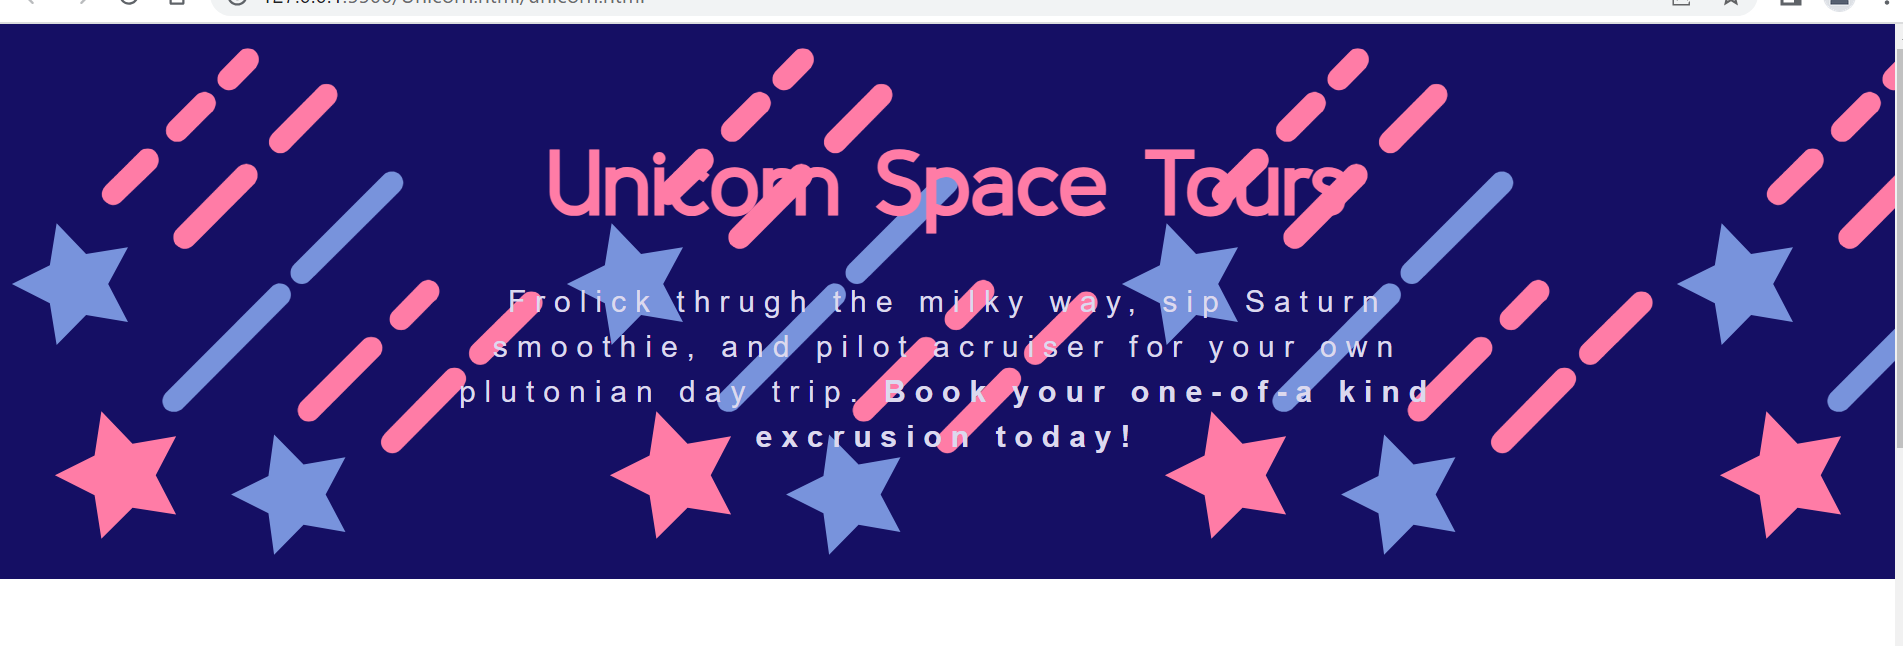 Unicorn Space Tours
Frolick thrugh the milky way, sip Saturn
smoothie, and pilot acruiser for your own
plutonian day trip. Book your one-of-a kind
excrusion today!